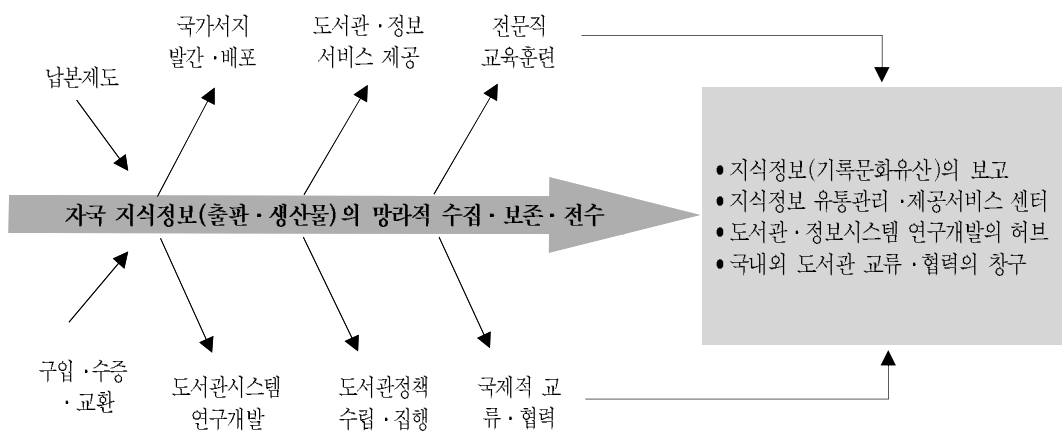 국가서지
발간·배포
도서관·정보
서비스 제공
전문직
교육훈련
납본제도
자국 지식정보(출판·생산물)의 망라적 수집·보존·전수
• 지식정보(기록문화유산)의 보고
• 지식정보 유통관리·제공서비스 센터
• 도서관·정보시스템 연구개발의 허브
• 국내외 도서관 교류·협력의 창구
구입·수증
·교환
도서관시스템
연구개발
도서관정책
수립·집행
국제적 교
류·협력